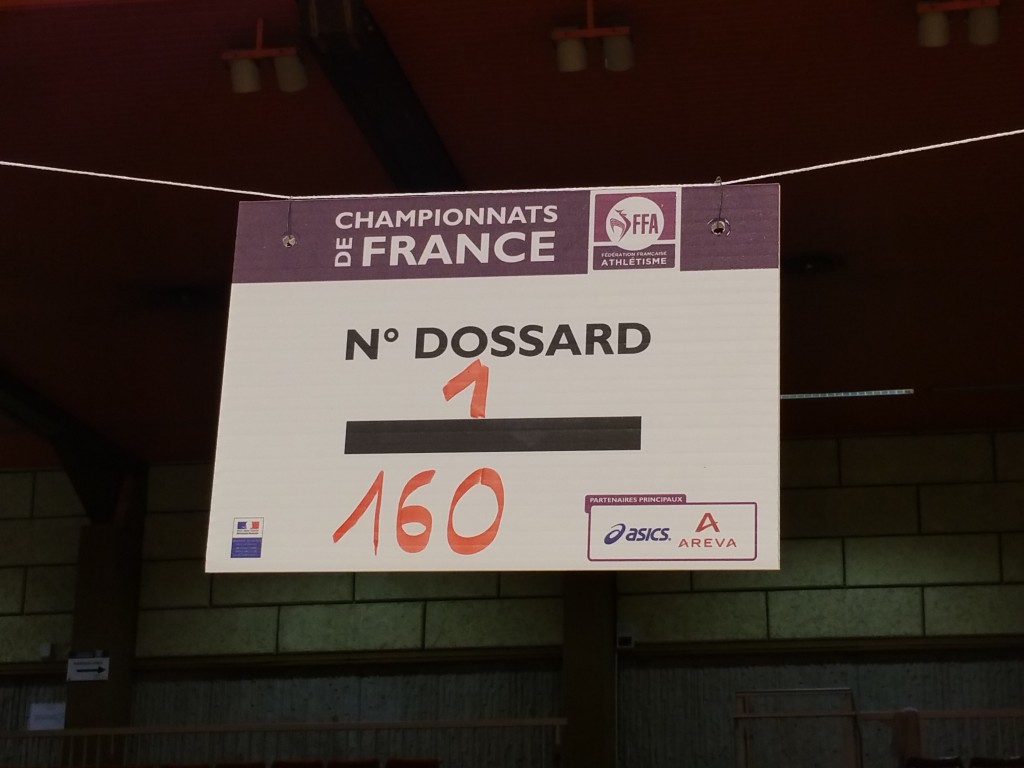 CHAMPIONNATS
DE FRANCE
FFA
FÉDÉRATION FRANÇAISE
ATHLÉTISME
N° DOSSARD
1
160
PARTENAIRES PRINCIPAUX
asics.
AREVA